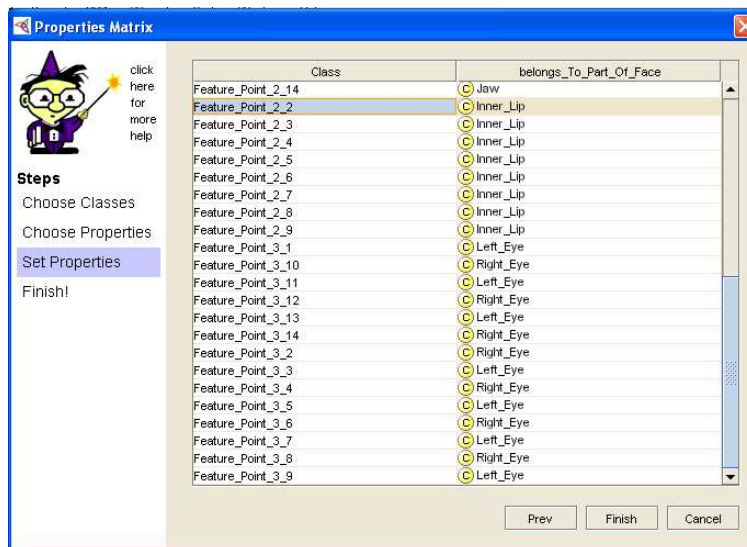 Properties Matrix
click
here
for
more
help
Steps
Choose Classes
Choose Properties
Set Properties
Finish!
Class belongs_To_Part_Of_Face
Feature_Point_2_14 C Jaw
Feature_Point_2_2 C Inner_Lip
Feature_Point_2_3 C Inner_Lip
Feature_Point_2_4 C Inner_Lip
Feature_Point_2_5 C Inner_Lip
Feature_Point_2_6 C Inner_Lip
Feature_Point_2_7 C Inner_Lip
Feature_Point_2_8 C Inner_Lip
Feature_Point_2_9 C Inner_Lip
Feature_Point_3_1 C Left_Eye
Feature_Point_3_10 C Right_Eye
Feature_Point_3_11 C Left_Eye
Feature_Point_3_12 C Right_Eye
Feature_Point_3_13 C Left_Eye
Feature_Point_3_14 C Right_Eye
Feature_Point_3_2 C Right_Eye
Feature_Point_3_3 C Left_Eye
Feature_Point_3_4 C Right_Eye
Feature_Point_3_5 C Left_Eye
Feature_Point_3_6 C Right_Eye
Feature_Point_3_7 C Left_Eye
Feature_Point_3_8 C Right_Eye
Feature_Point_3_9 C Left_Eye
Prev Finish Cancel